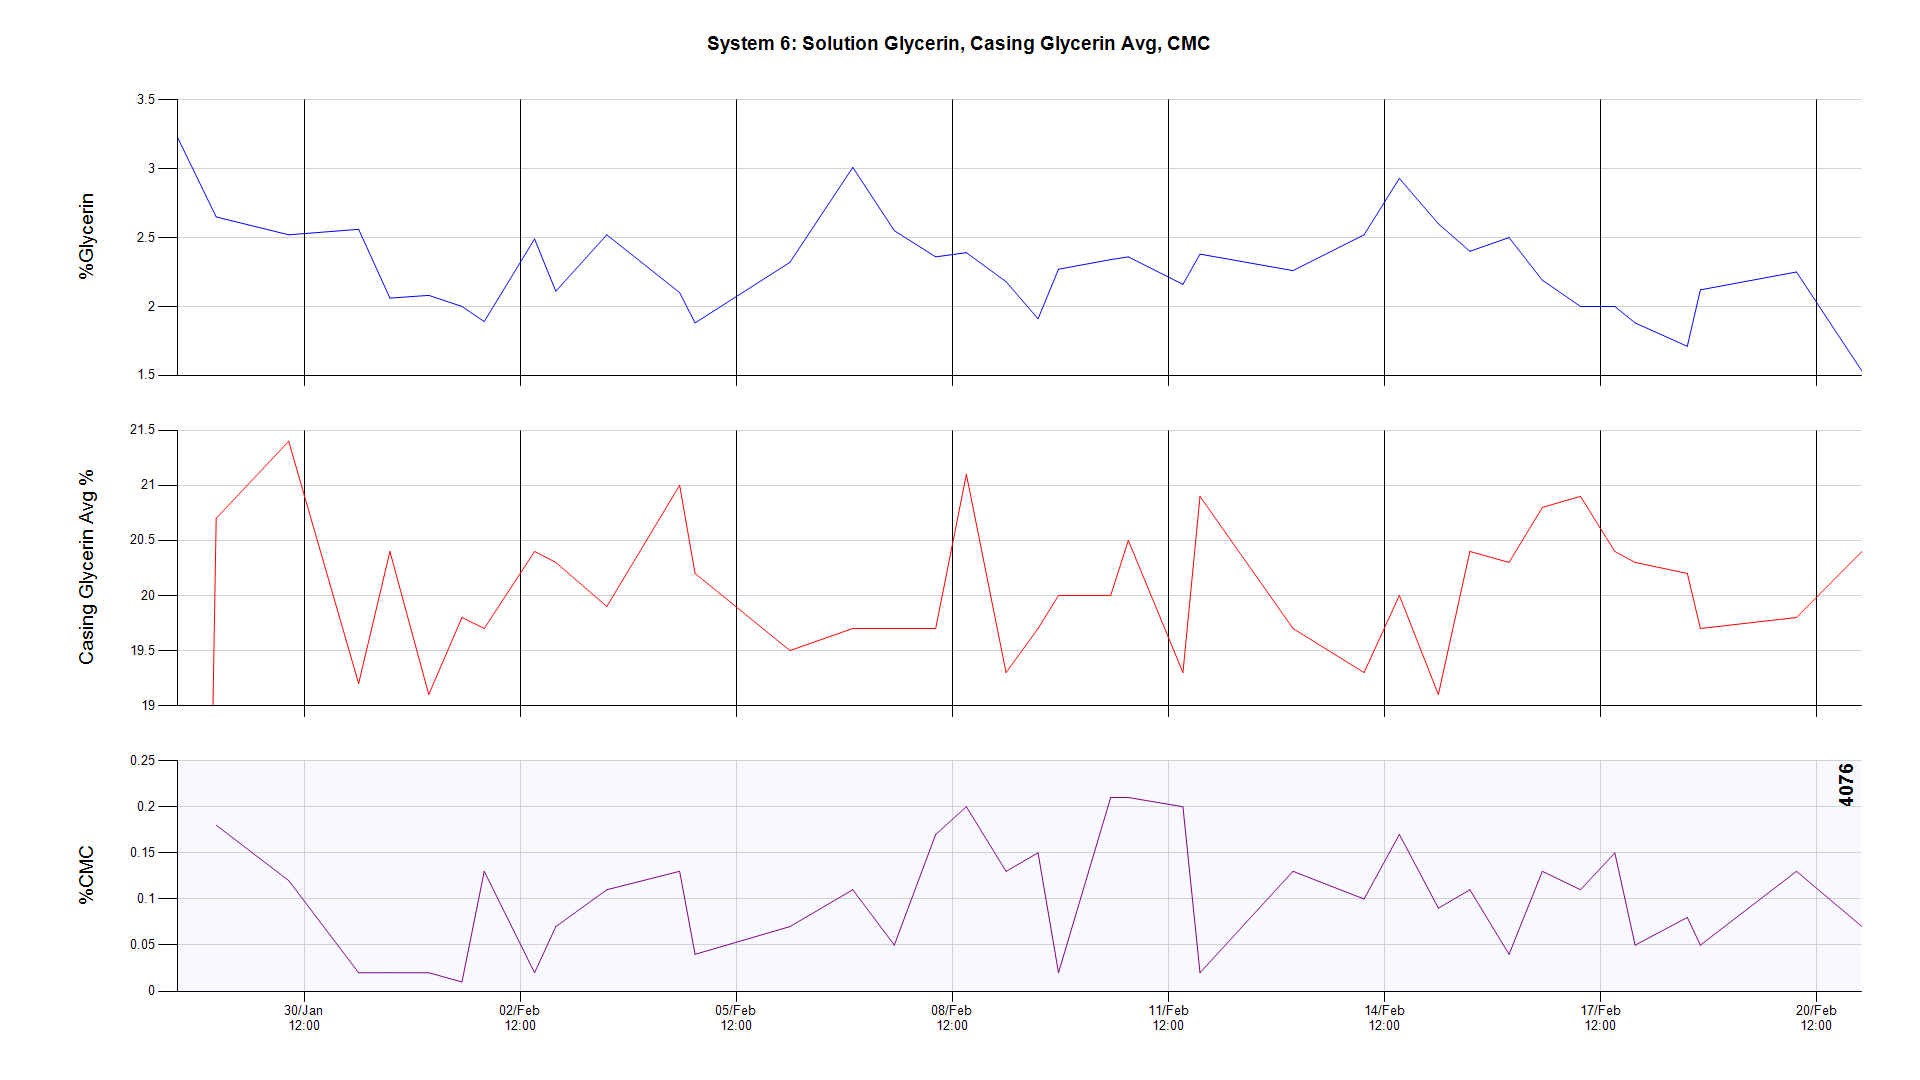 System 6: Solution Glycerin, Casing Glycerin Avg, CMC
%Glycerin
3.5
3
2.5
2
1.5
Casing Glycerin Avg %
21.5
21
20.5
20
19.5
19
%CMC
0.25
0.2
0.15
0.1
0.05
0
4076
30/Jan
12:00
02/Feb
12:00
05/Feb
12:00
08/Feb
12:00
11/Feb
12:00
14/Feb
12:00
17/Feb
12:00
20/Feb
12:00